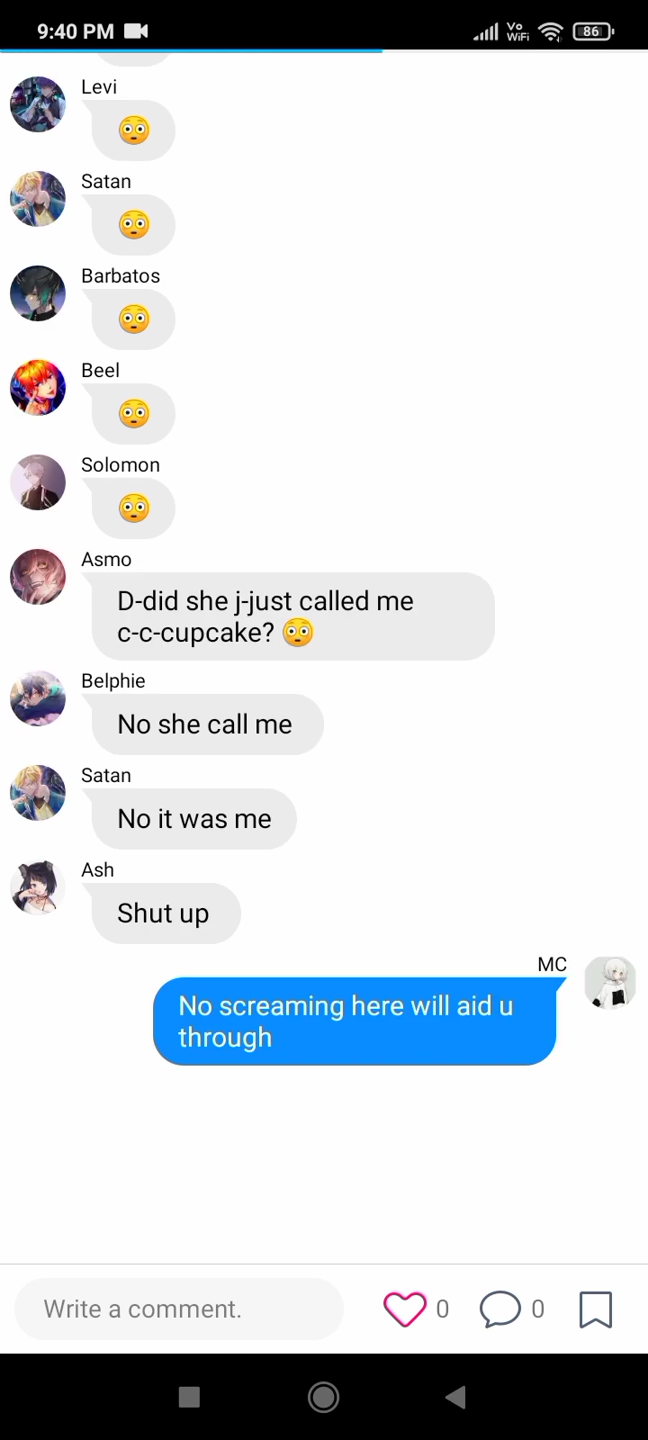 9:40 PM
Vo
WiFi
86
Levi
😳
Satan
😳
Barbatos
😳
Beel
😳
Solomon
😳
Asmo
D-did she j-just called me
c-c-cupcake? 😳
Belphie
No she call me
Satan
No it was me
Ash
Shut up
MC
No screaming here will aid u
through
Write a comment.
0
0